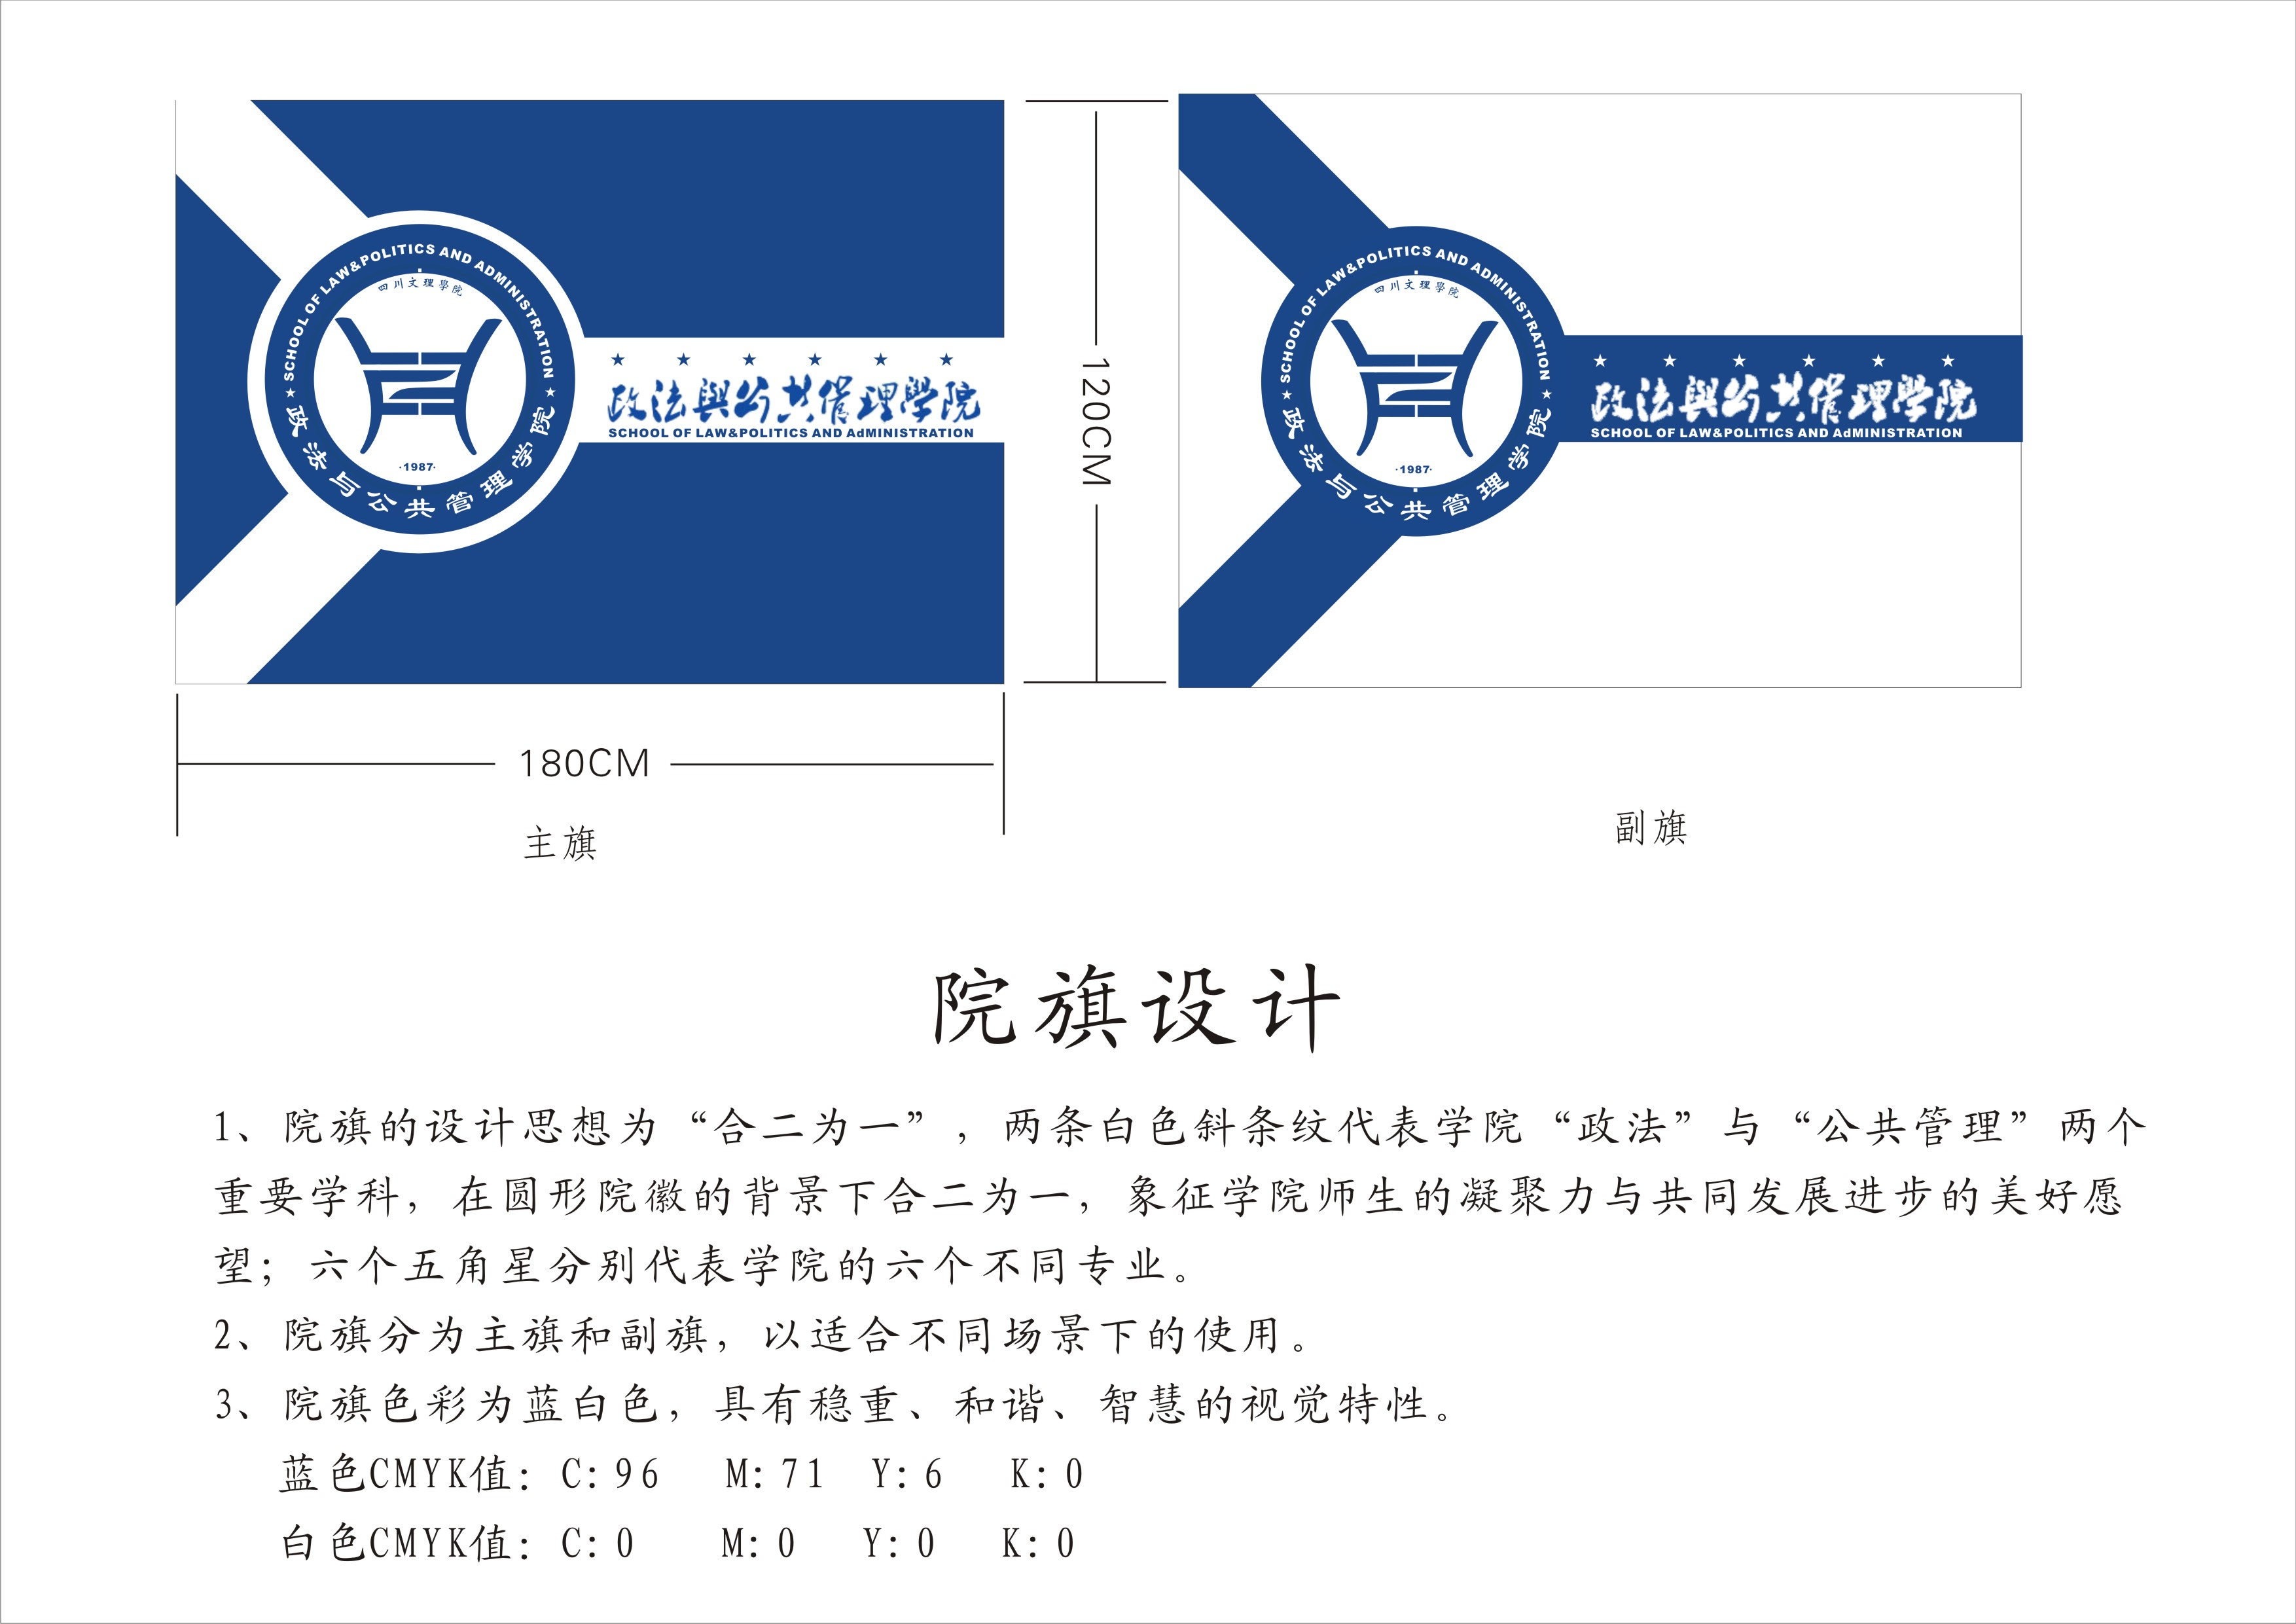 SCHOOL OF LAW&POLITICS AND ADMINISTRATION
四川文理學院
·1987·
政法与公共管理学院
政法與公共管理學院
SCHOOL OF LAW&POLITICS AND AdMINISTRATION
120CM
SCHOOL OF LAW&POLITICS AND ADMINISTRATION
四川文理學院
·1987·
政法与公共管理学院
政法與公共管理學院
SCHOOL OF LAW&POLITICS AND AdMINISTRATION
180CM
主旗
副旗
院旗设计
1、院旗的设计思想为“合二为一”，两条白色斜条纹代表学院“政法”与“公共管理”两个
重要学科，在圆形院徽的背景下合二为一，象征学院师生的凝聚力与共同发展进步的美好愿
望；六个五角星分别代表学院的六个不同专业。
2、院旗分为主旗和副旗，以适合不同场景下的使用。
3、院旗色彩为蓝白色，具有稳重、和谐、智慧的视觉特性。
蓝色CMYK值：C：96 M：71 Y：6 K：0
白色CMYK值：C：0 M：0 Y：0 K：0